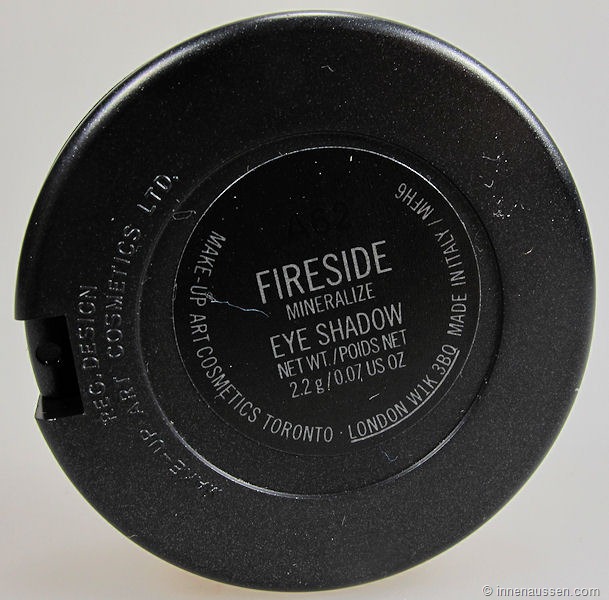 A62
FIRESIDE
MINERALIZE
EYE SHADOW
NET WT./POIDS NET
2.2 g/0.07 US OZ
MAKE-UP ART COSMETICS TORONTO · LONDON W1K 3BQ MADE IN ITALY / MFH6
REG. DESIGN
MAKE-UP ART COSMETICS LTD.
© innenaussen.com